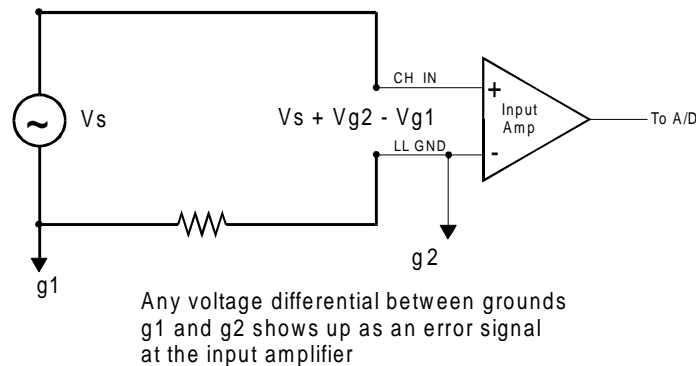 CH IN
+
Input
Amp
To A/D
~
Vs
Vs + Vg2 - Vg1
LL GND
-
g1
g2
Any voltage differential between grounds
g1 and g2 shows up as an error signal
at the input amplifier